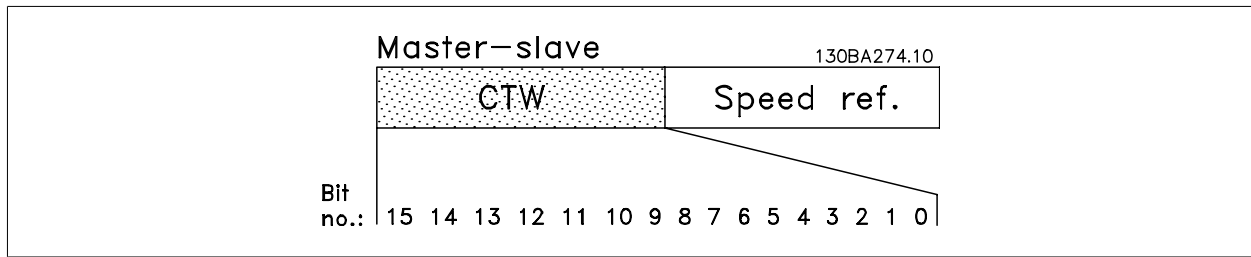 Master-slave
130BA274.10
CTW
Speed ref.
Bit
no.: 15 14 13 12 11 10 9 8 7 6 5 4 3 2 1 0